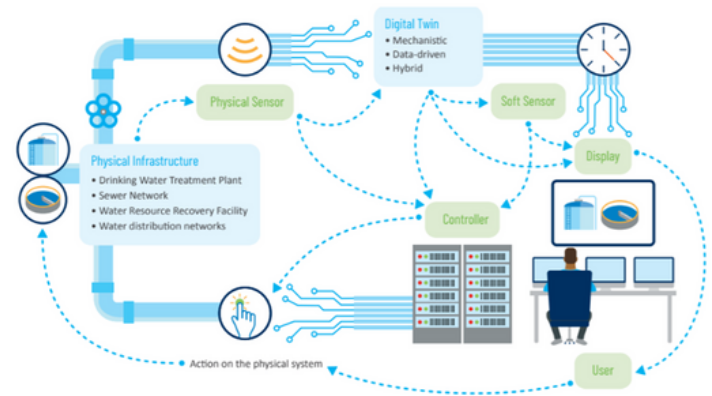 Digital Twin
▪ Mechanistic
▪ Data-driven
▪ Hybrid
Physical Sensor
Soft Sensor
Display
Physical Infrastructure
▪ Drinking Water Treatment Plant
▪ Sewer Network
▪ Water Resource Recovery Facility
▪ Water distribution networks
Controller
Action on the physical system
User